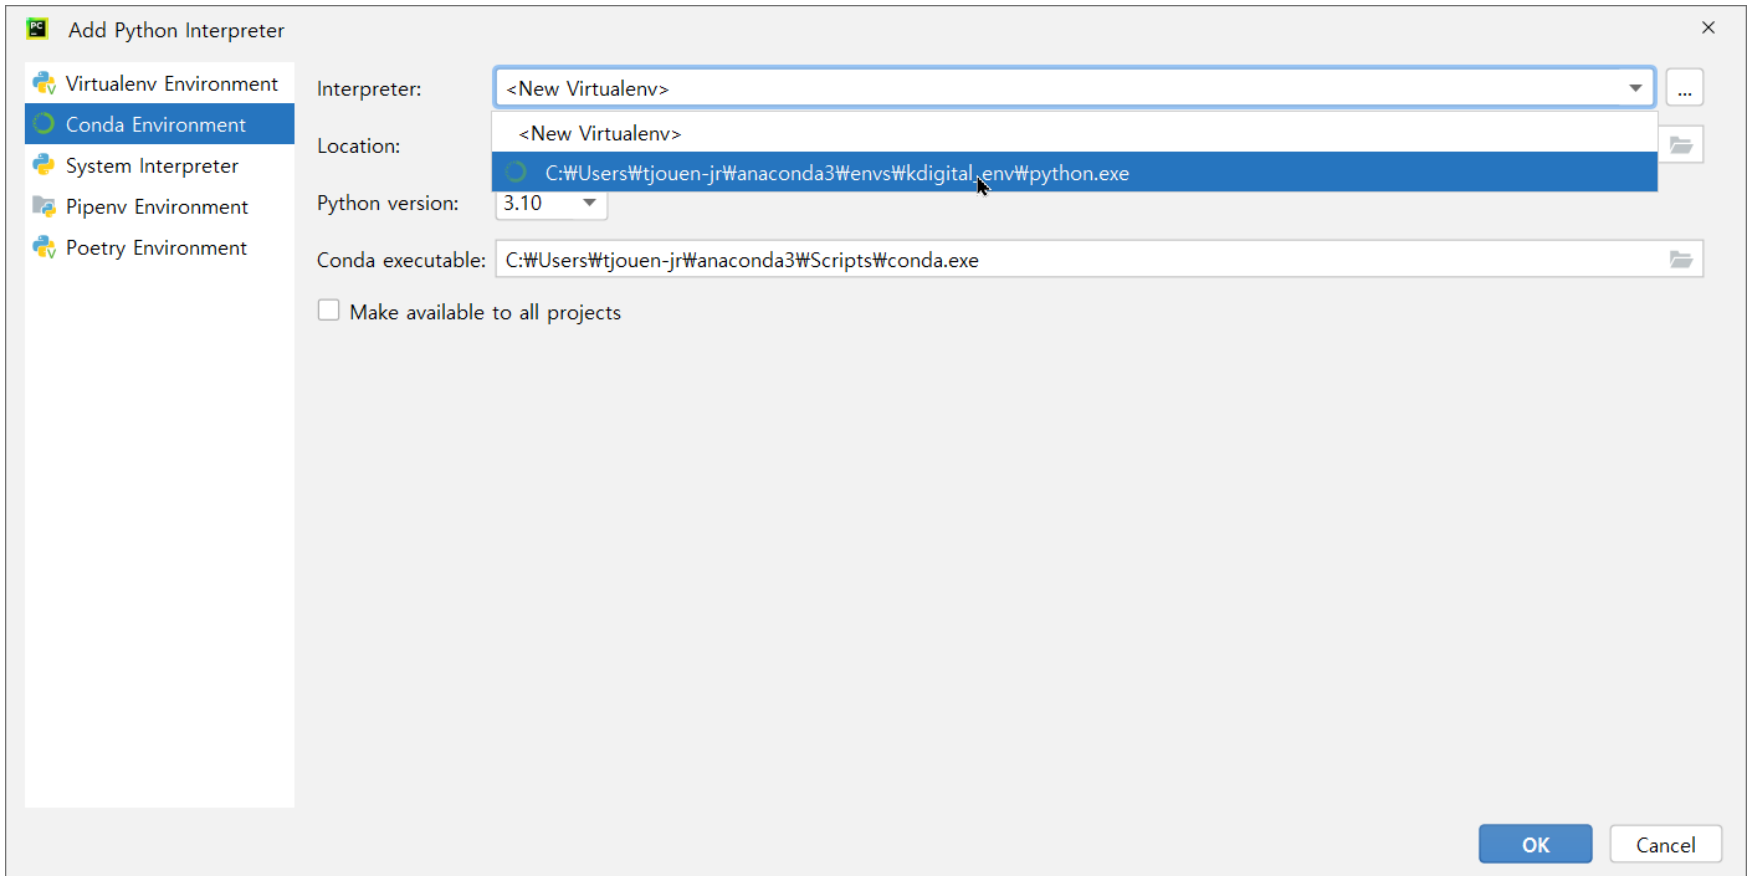 Add Python Interpreter
Virtualenv Environment
Conda Environment
System Interpreter
Pipenv Environment
Poetry Environment
Interpreter: <New Virtualenv> ...
<New Virtualenv>
Location:
C:₩Users₩tjouen-jr₩anaconda3₩envs₩kdigital_env₩python.exe
Python version: 3.10
Conda executable: C:₩Users₩tjouen-jr₩anaconda3₩Scripts₩conda.exe
Make available to all projects
OK Cancel